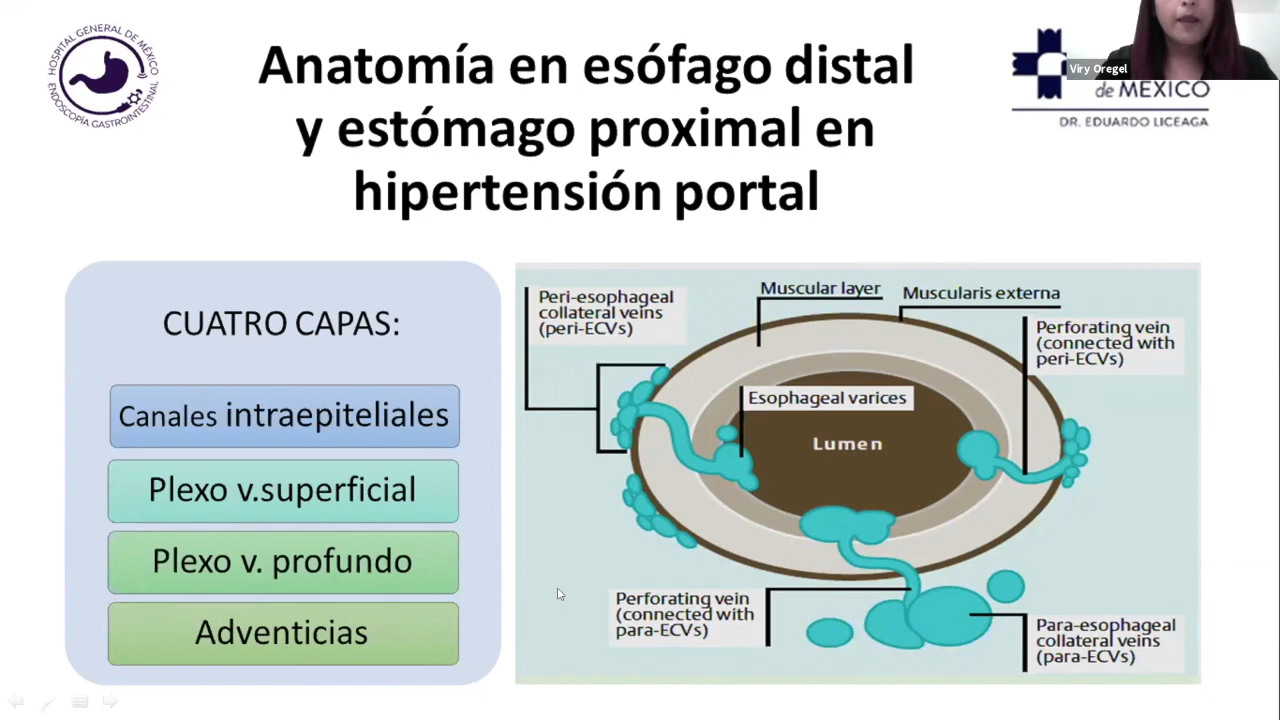 HOSPITAL GENERAL DE MÉXICO
ENDOSCOPÍA GASTROINTESTINAL
Anatomía en esófago distal
y estómago proximal en
hipertensión portal
Viry Oregel
de MÉXICO
DR. EDUARDO LICEAGA
CUATRO CAPAS:
Canales intraepiteliales
Plexo v.superficial
Plexo v. profundo
Adventicias
Peri-esophageal
collateral veins
(peri-ECVs)
Muscular layer
Muscularis externa
Perforating vein
(connected with
peri-ECVs)
Esophageal varices
Lumen
Perforating vein
(connected with
para-ECVs)
Para-esophageal
collateral veins
(para-ECVs)